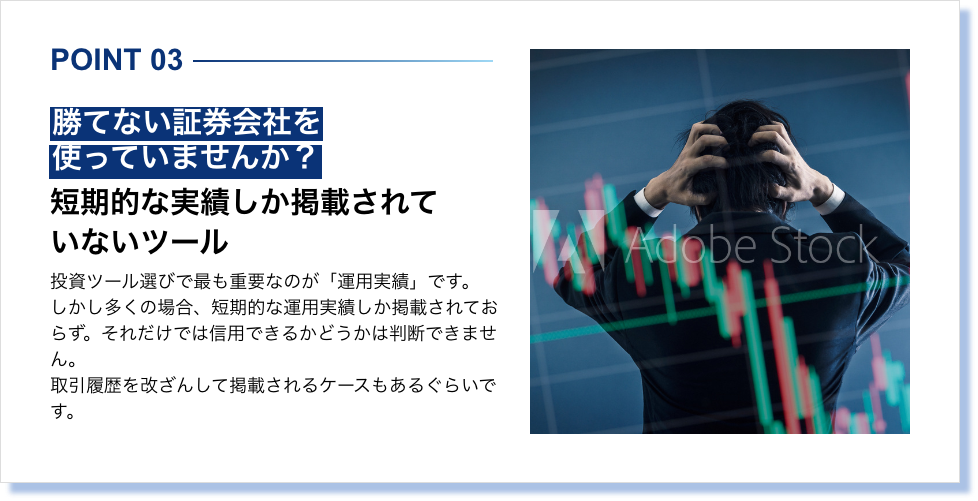 POINT 03
勝てない証券会社を
使っていませんか？
短期的な実績しか掲載されて
いないツール
投資ツール選びで最も重要なのが「運用実績」です。
しかし多くの場合、短期的な運用実績しか掲載されてお
らず。それだけでは信用できるかどうかは判断できませ
ん。
取引履歴を改ざんして掲載されるケースもあるぐらいで
す。
Adobe Stock